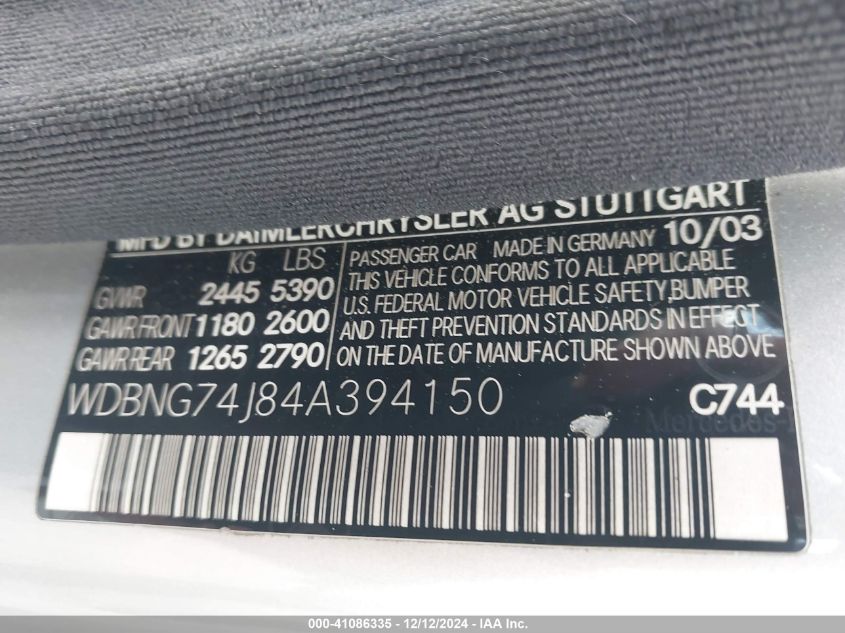 MFD BY DAIMLERCHRYSLER AG STUTTGART
KG LBS
GVWR 2445 5390
GAWR FRONT 1180 2600
GAWR REAR 1265 2790
PASSENGER CAR MADE IN GERMANY 10/03
THIS VEHICLE CONFORMS TO ALL APPLICABLE
U.S. FEDERAL MOTOR VEHICLE SAFETY,BUMPER
AND THEFT PREVENTION STANDARDS IN EFFECT
ON THE DATE OF MANUFACTURE SHOWN ABOVE
WDBNG74J84A394150 C744
Mercedes-
000-41086335 - 12/12/2024 - IAA Inc.